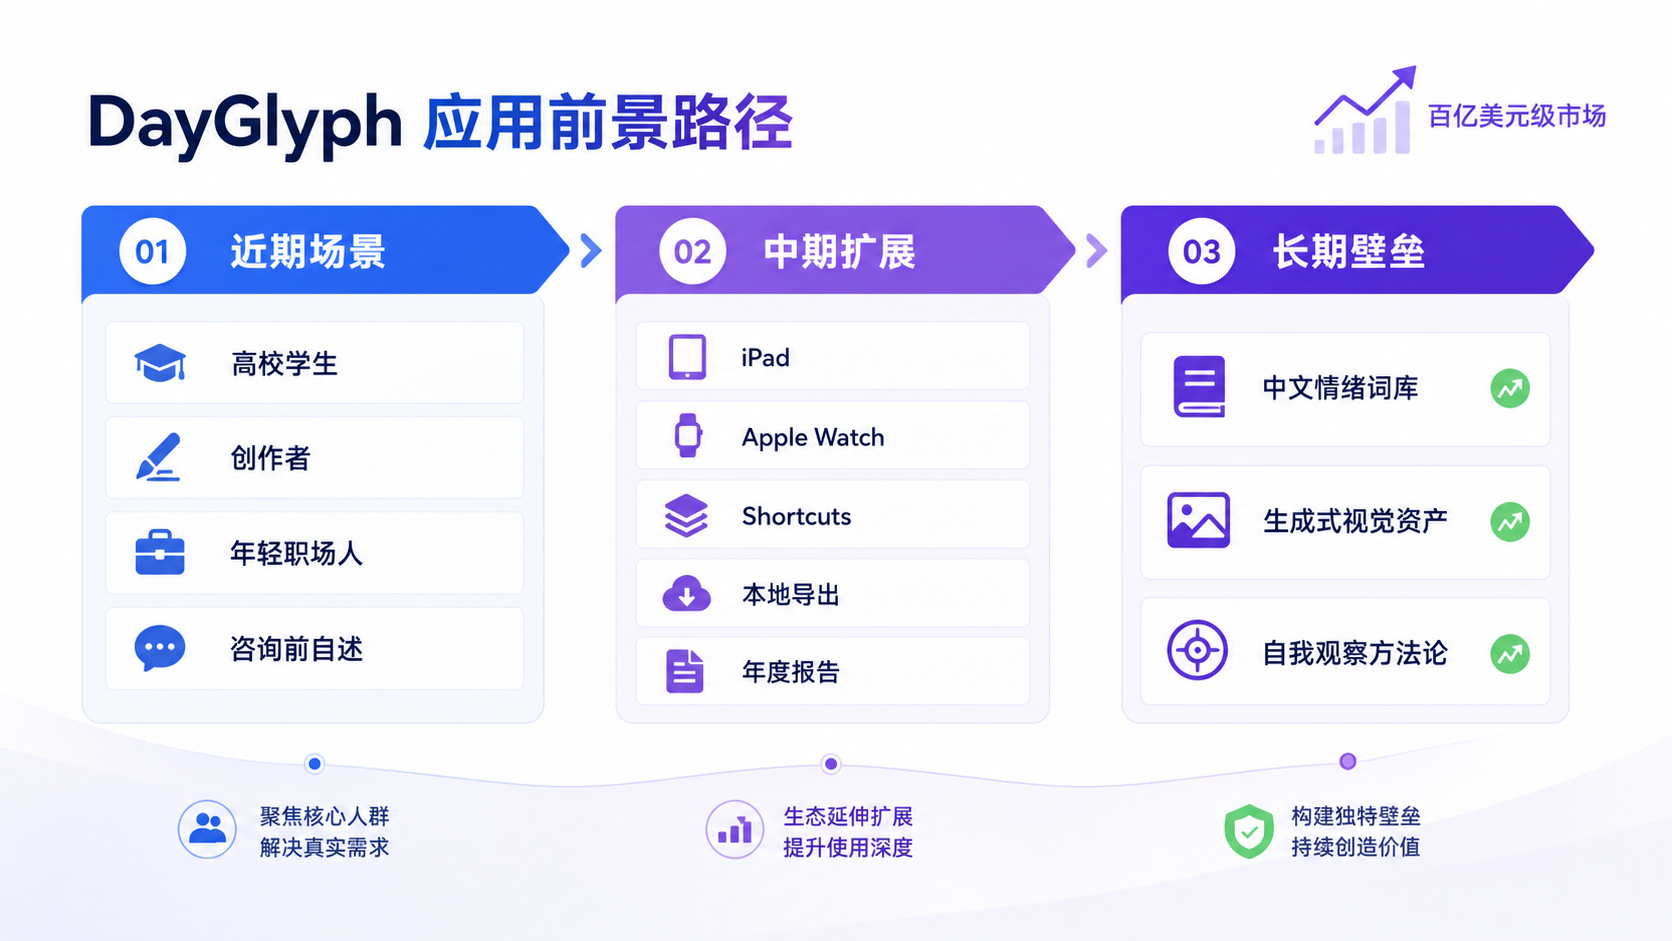 DayGlyph 应用前景路径
百亿美元级市场
01 近期场景
高校学生
创作者
年轻职场人
咨询前自述
02 中期扩展
iPad
Apple Watch
Shortcuts
本地导出
年度报告
03 长期壁垒
中文情绪词库
生成式视觉资产
自我观察方法论
聚焦核心人群
解决真实需求
生态延伸扩展
提升使用深度
构建独特壁垒
持续创造价值